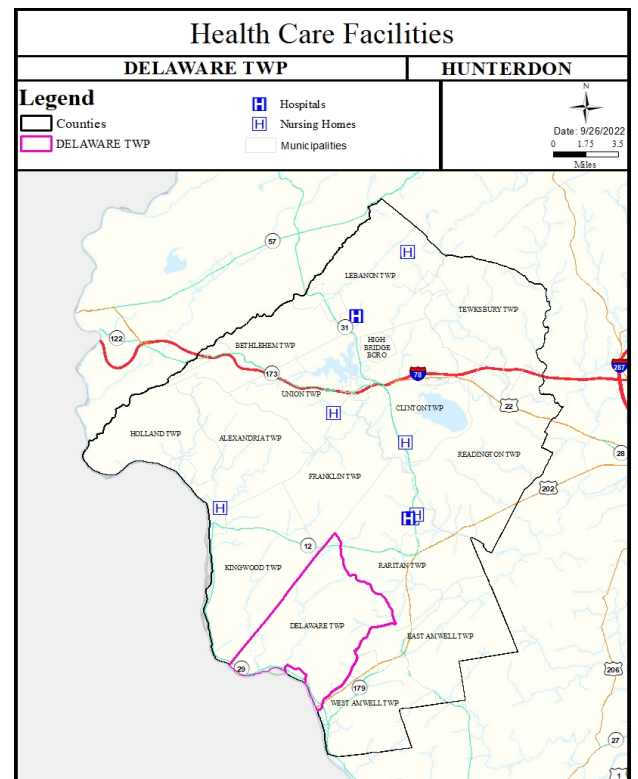 Health Care Facilities
DELAWARE TWP
HUNTERDON
Legend
Counties
DELAWARE TWP
H Hospitals
H Nursing Homes
Municipalities
N
Date: 9/26/2022
0 1.75 3.5
Miles
57
H
LEBANON TWP
TEWKSBURY TWP
H
31
122
BETHLEHEM TWP
HIGH
BRIDGE
BORO
173
78
287
UNION TWP
CLINTON TWP
22
H
HOLLAND TWP
ALEXANDRIA TWP
H
READINGTON TWP
28
FRANKLIN TWP
202
H
H
H
12
KINGWOOD TWP
RARITAN TWP
DELAWARE TWP
EAST AMWELL TWP
29
206
179
WEST AMWELL TWP
27
1